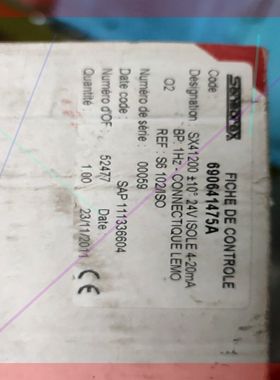 sensorex
FICHE DE CONTROLE
Code : 690641475A
Désignation : SX41200 ±10° 24V ISOLE 4-20mA
BP 1Hz - CONNECTIQUE LEMO
O2 REF : S6 102/ISO
Numéro de série : 00059
Date code : SAP 111336604
Numéro d'OF : 52477 Date 23/11/2011
Quantité : 1.00 CE